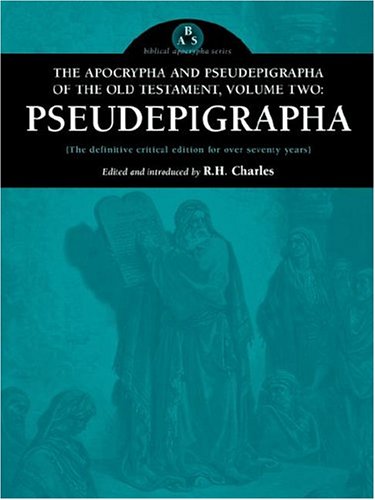 B
A S
biblical apocrypha series
THE APOCRYPHA AND PSEUDEPIGRAPHA
OF THE OLD TESTAMENT, VOLUME TWO:
PSEUDEPIGRAPHA
{The definitive critical edition for over seventy years}
Edited and introduced by R.H. Charles